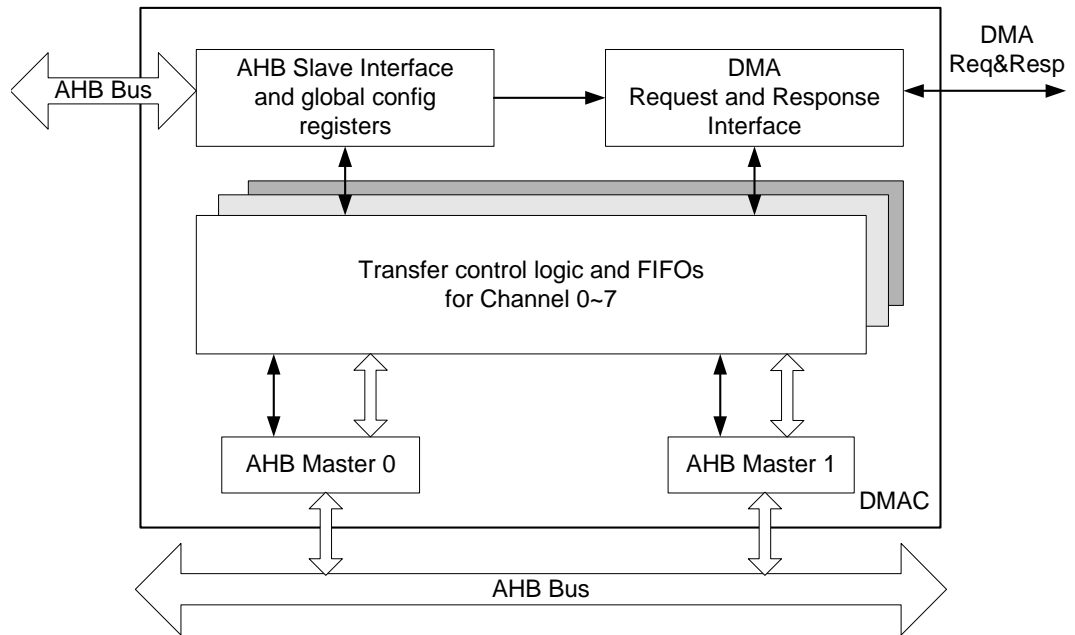 DMA
Req&Resp
AHB Bus
AHB Slave Interface
and global config
registers
DMA
Request and Response
Interface
Transfer control logic and FIFOs
for Channel 0~7
AHB Master 0
AHB Master 1
DMAC
AHB Bus